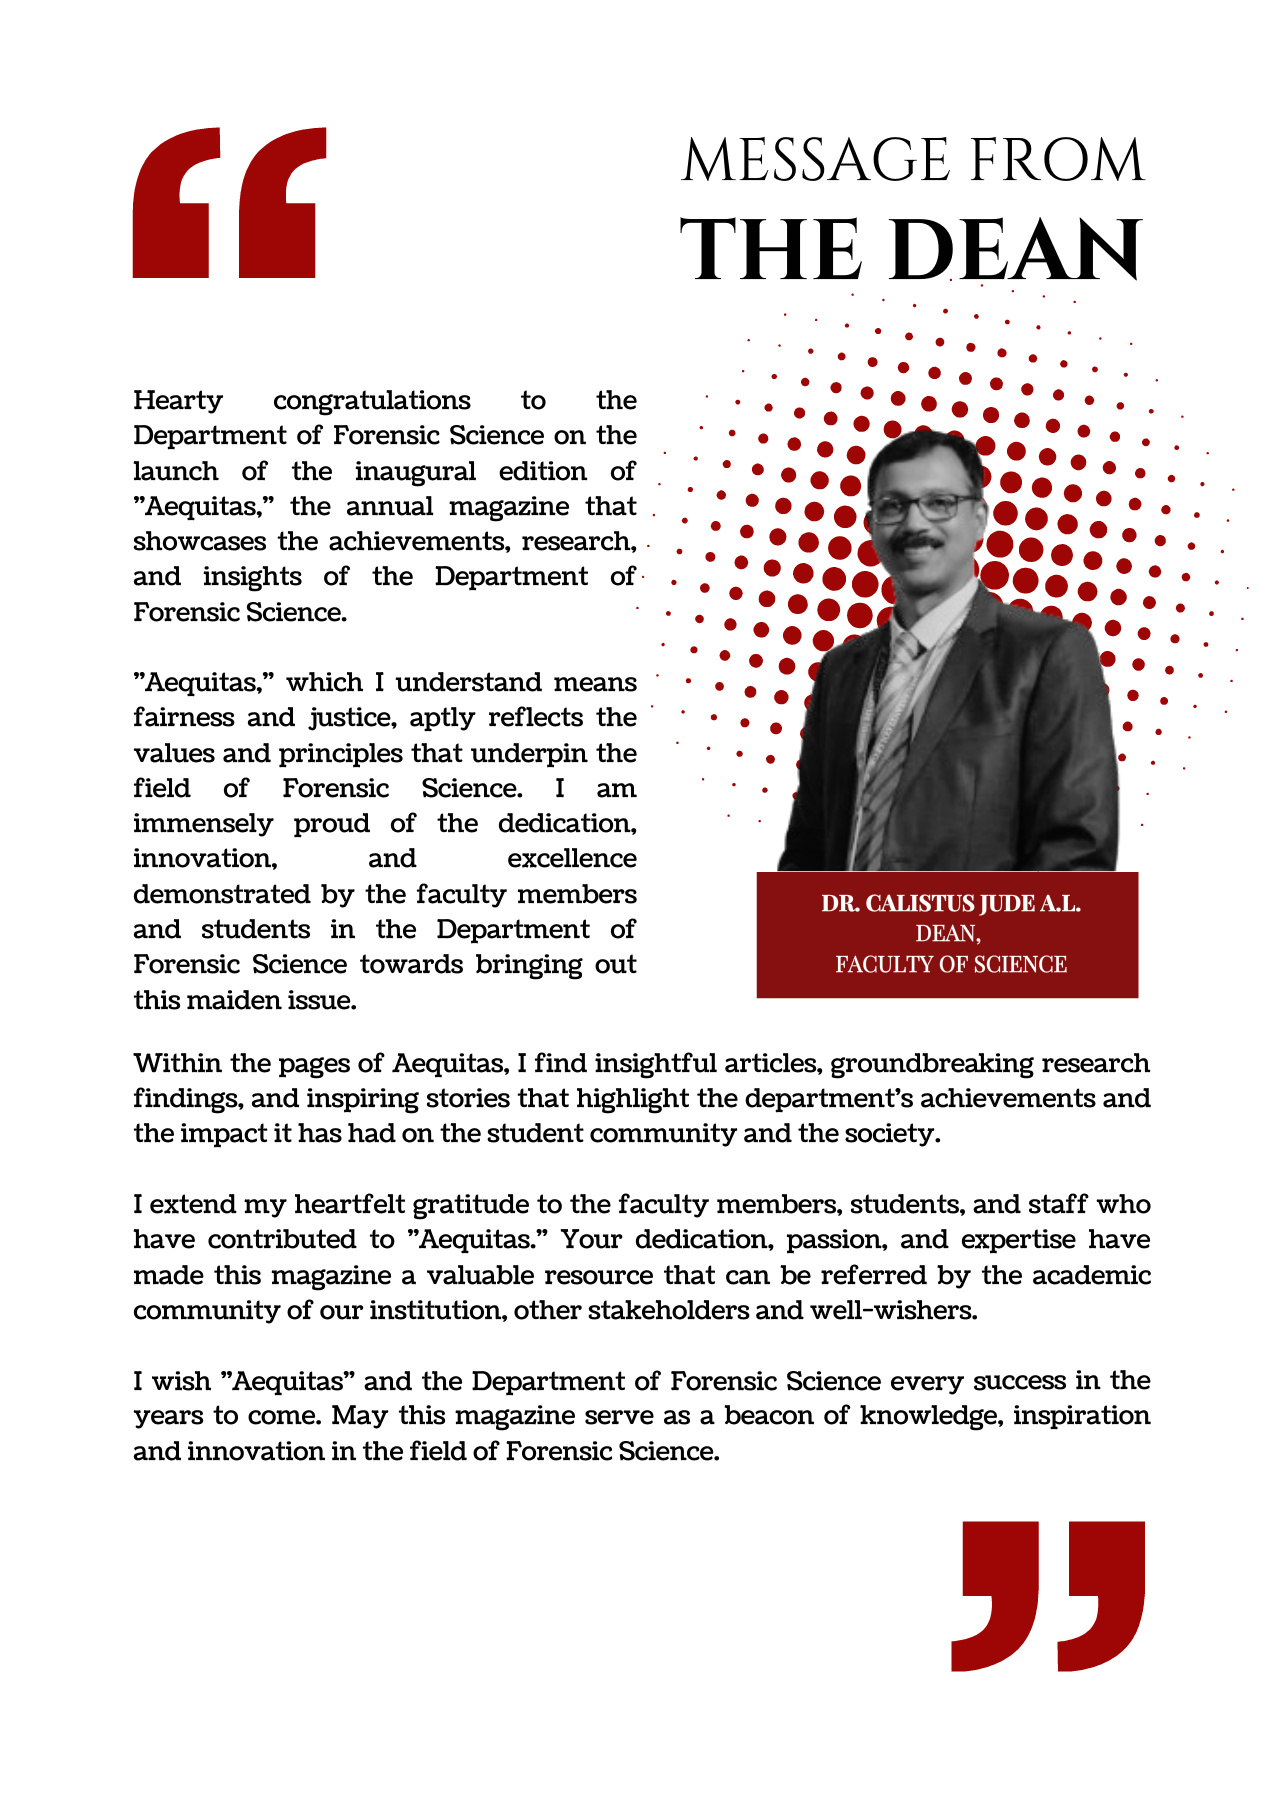 MESSAGE FROM
THE DEAN
Hearty congratulations to the
Department of Forensic Science on the
launch of the inaugural edition of
"Aequitas," the annual magazine that
showcases the achievements, research,
and insights of the Department of
Forensic Science.
"Aequitas," which I understand means
fairness and justice, aptly reflects the
values and principles that underpin the
field of Forensic Science. I am
immensely proud of the dedication,
innovation, and excellence
demonstrated by the faculty members
and students in the Department of
Forensic Science towards bringing out
this maiden issue.
DR. CALISTUS JUDE A.L.
DEAN,
FACULTY OF SCIENCE
Within the pages of Aequitas, I find insightful articles, groundbreaking research
findings, and inspiring stories that highlight the department's achievements and
the impact it has had on the student community and the society.
I extend my heartfelt gratitude to the faculty members, students, and staff who
have contributed to "Aequitas." Your dedication, passion, and expertise have
made this magazine a valuable resource that can be referred by the academic
community of our institution, other stakeholders and well-wishers.
I wish "Aequitas" and the Department of Forensic Science every success in the
years to come. May this magazine serve as a beacon of knowledge, inspiration
and innovation in the field of Forensic Science.